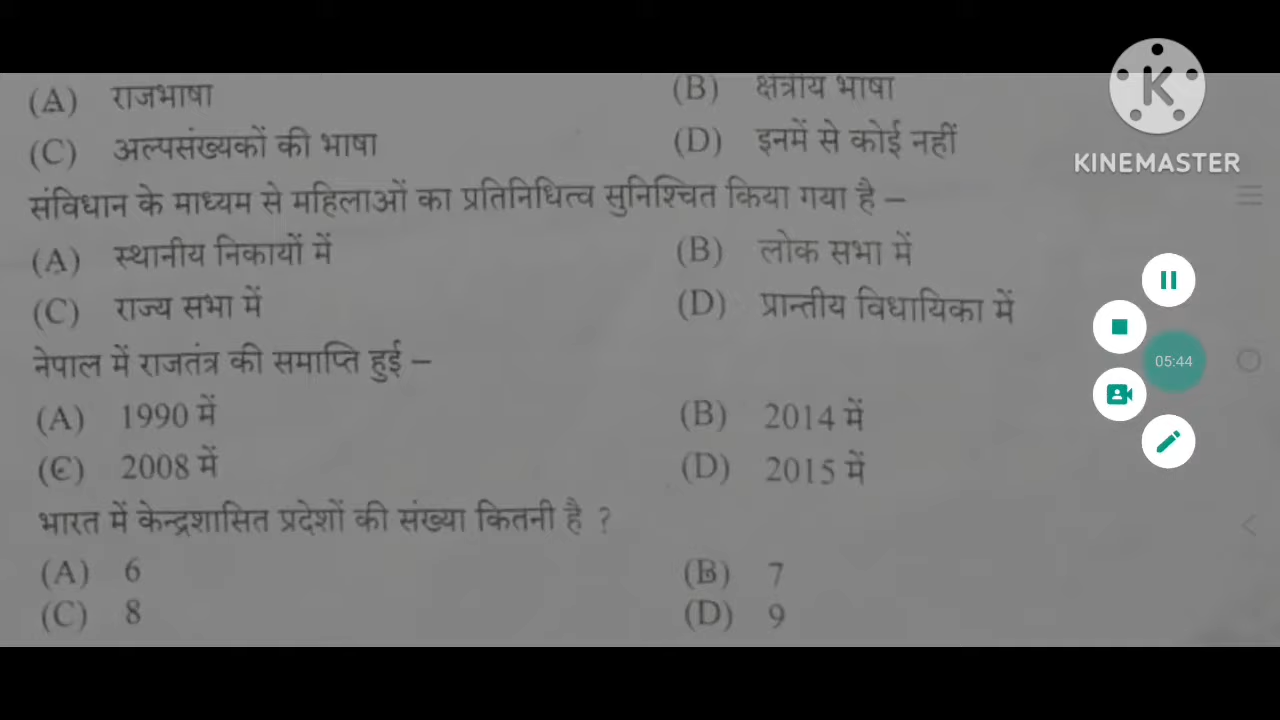 (A) राजभाषा (B) क्षेत्रीय भाषा
(C) अल्पसंख्यकों की भाषा (D) इनमें से कोई नहीं
संविधान के माध्यम से महिलाओं का प्रतिनिधित्व सुनिश्चित किया गया है –
(A) स्थानीय निकायों में (B) लोक सभा में
(C) राज्य सभा में (D) प्रान्तीय विधायिका में
नेपाल में राजतंत्र की समाप्ति हुई –
(A) 1990 में (B) 2014 में
(C) 2008 में (D) 2015 में
भारत में केन्द्रशासित प्रदेशों की संख्या कितनी है ?
(A) 6 (B) 7
(C) 8 (D) 9
KINEMASTER
05:44